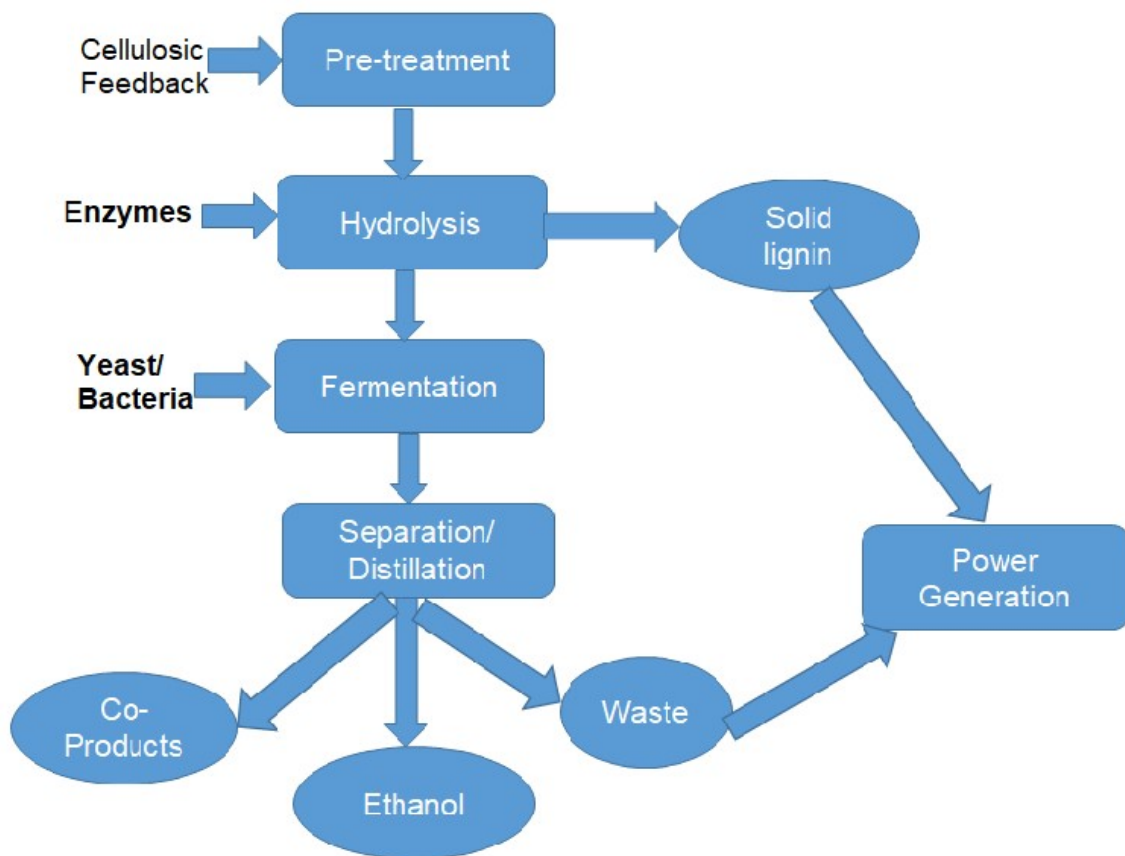 Cellulosic
Feedback
Pre-treatment
Enzymes
Hydrolysis
Solid
lignin
Yeast/
Bacteria
Fermentation
Separation/
Distillation
Power
Generation
Co-
Products
Waste
Ethanol